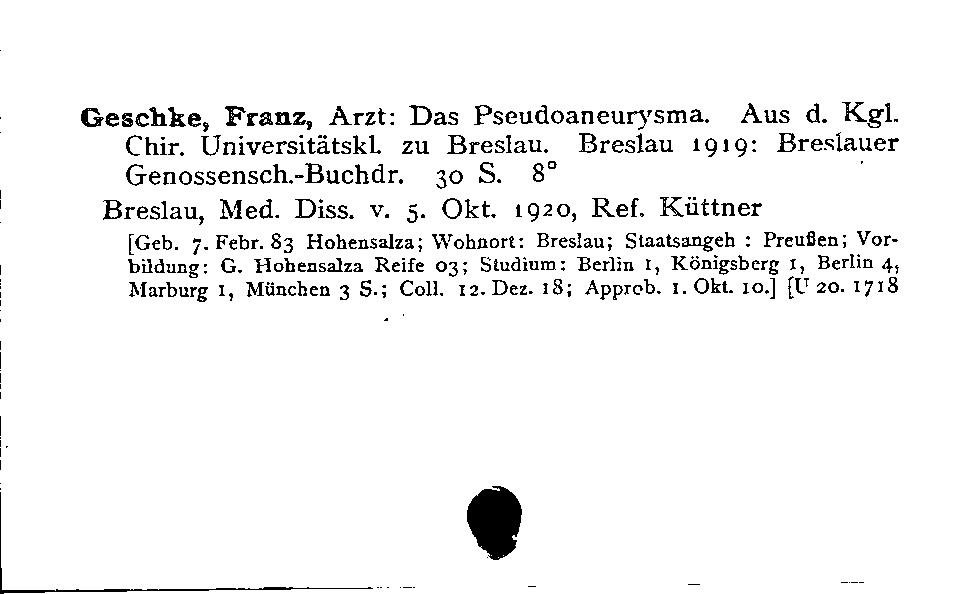 Geschke, Franz, Arzt: Das Pseudoaneurysma. Aus d. Kgl.
Chir. Universitätskl. zu Breslau. Breslau 1919: Breslauer
Genossensch.-Buchdr. 30 S. 8°
Breslau, Med. Diss. v. 5. Okt. 1920, Ref. Küttner
[Geb. 7. Febr. 83 Hohensalza; Wohnort: Breslau; Staatsangeh : Preußen; Vor-
bildung: G. Hohensalza Reife 03; Studium: Berlin 1, Königsberg 1, Berlin 4,
Marburg 1, München 3 S.; Coll. 12. Dez. 18; Approb. 1. Okt. 10.] [U 20. 1718